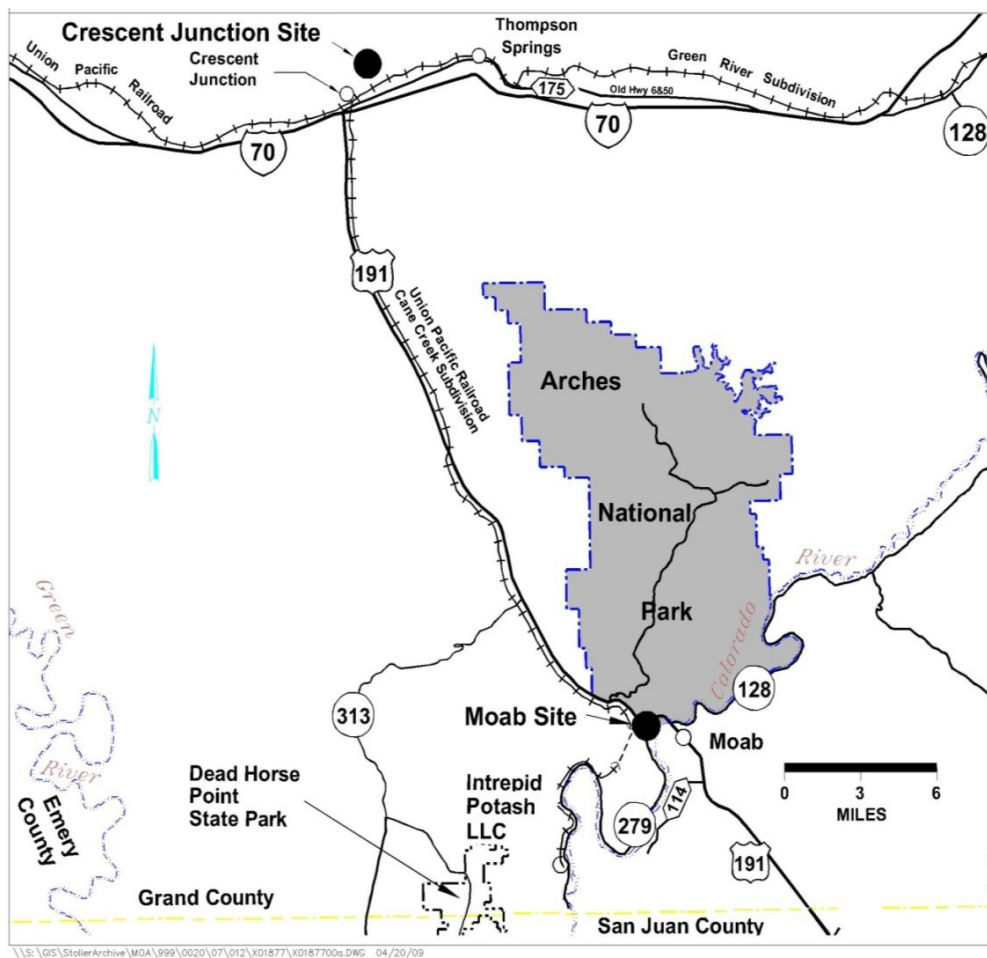 Crescent Junction Site
Crescent
Junction
Thompson
Springs
Union
Pacific
Railroad
Green River Subdivision
175
Old Hwy 6&50
70
70
128
191
Union Pacific Railroad
Cane Creek Subdivision
N
Arches
National
Park
River
Colorado
Green
River
313
128
Moab Site
Moab
Dead Horse
Point
State Park
Intrepid
Potash
LLC
0
6
MILES
279
114
191
Emery
County
Grand County
San Juan County
\\S:\GIS\StollerArchive\MOA\999\0020\07\012\X01877\X0187700a.DWG 04/20/09